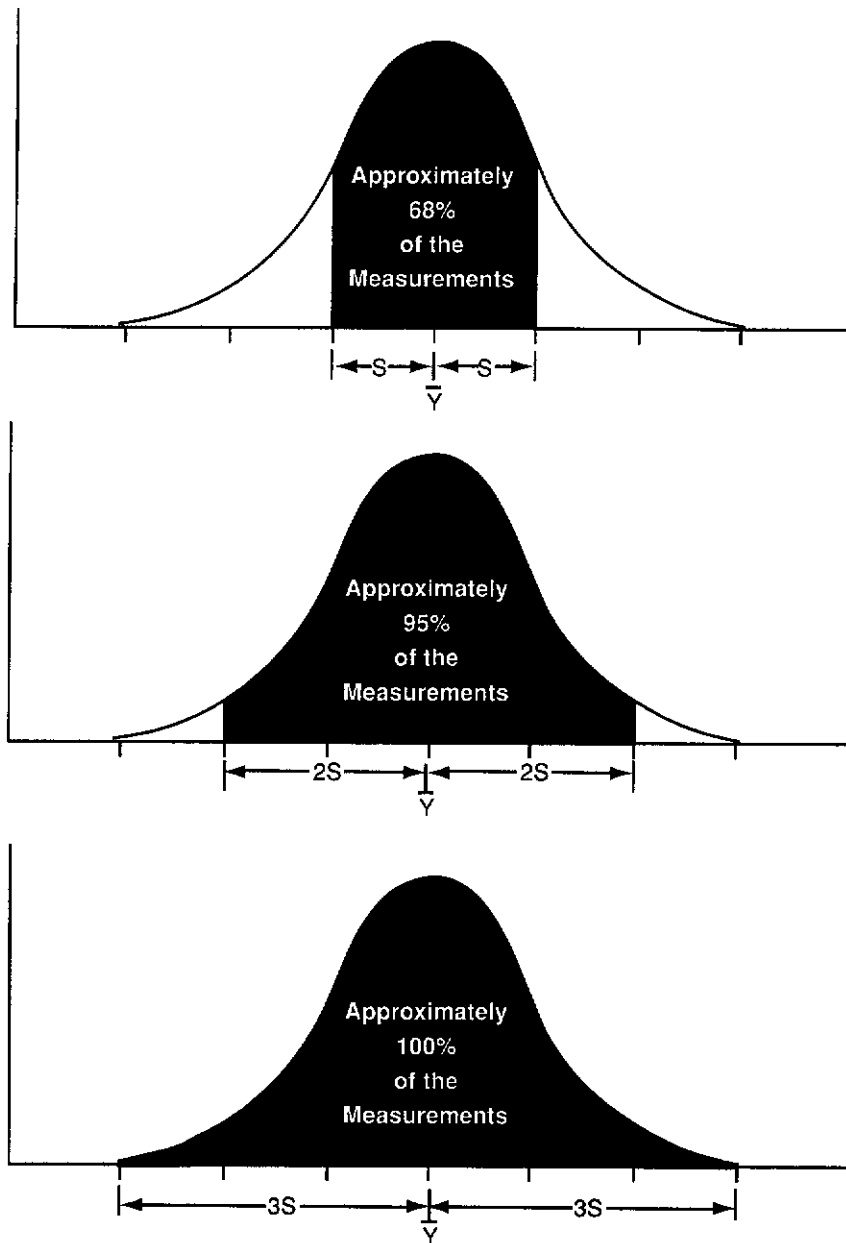 Approximately
68%
of the
Measurements
S S
Ȳ
Approximately
95%
of the
Measurements
2S 2S
Ȳ
Approximately
100%
of the
Measurements
3S 3S
Ȳ